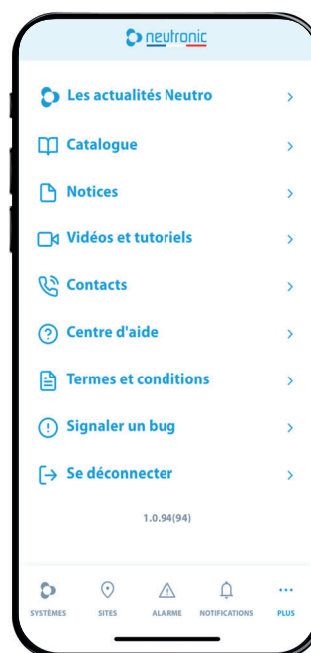 neutronic
Les actualités Neutro
Catalogue
Notices
Vidéos et tutoriels
Contacts
Centre d'aide
Termes et conditions
Signaler un bug
Se déconnecter
1.0.94(94)
SYSTÈMES SITES ALARME NOTIFICATIONS PLUS